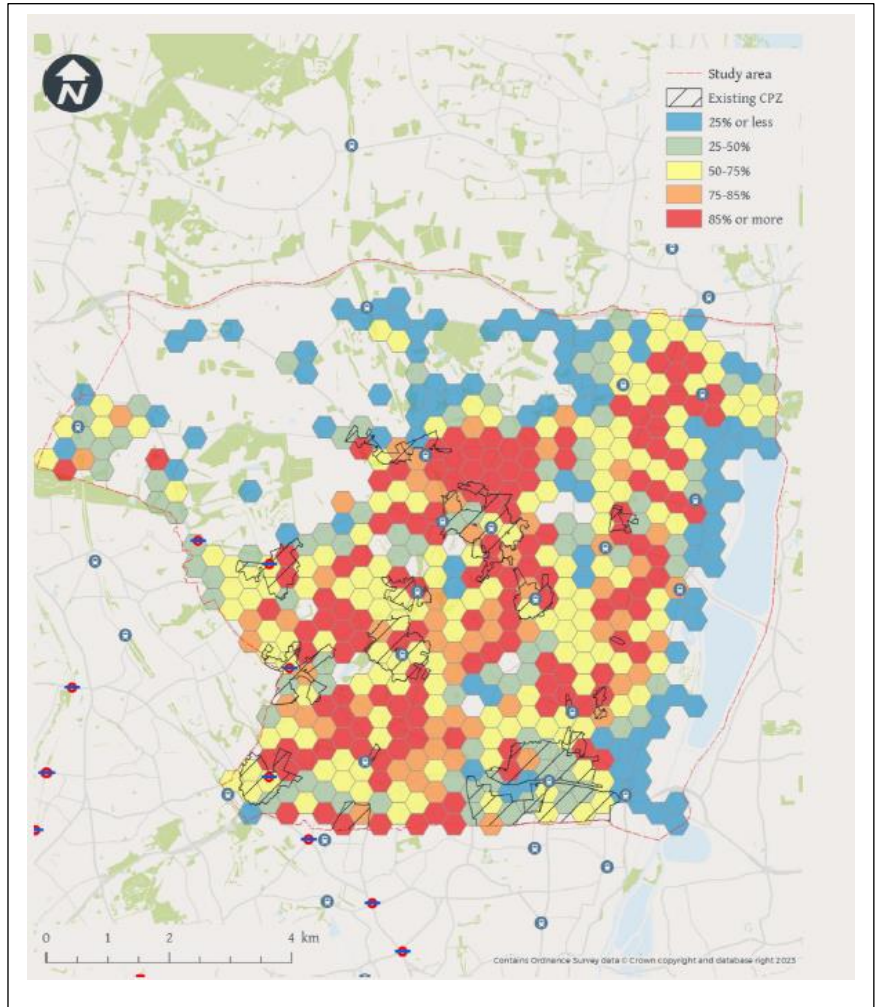 N
Study area
Existing CPZ
25% or less
25-50%
50-75%
75-85%
85% or more
0 1 2 4 km
Contains Ordnance Survey data © Crown copyright and database right 2023